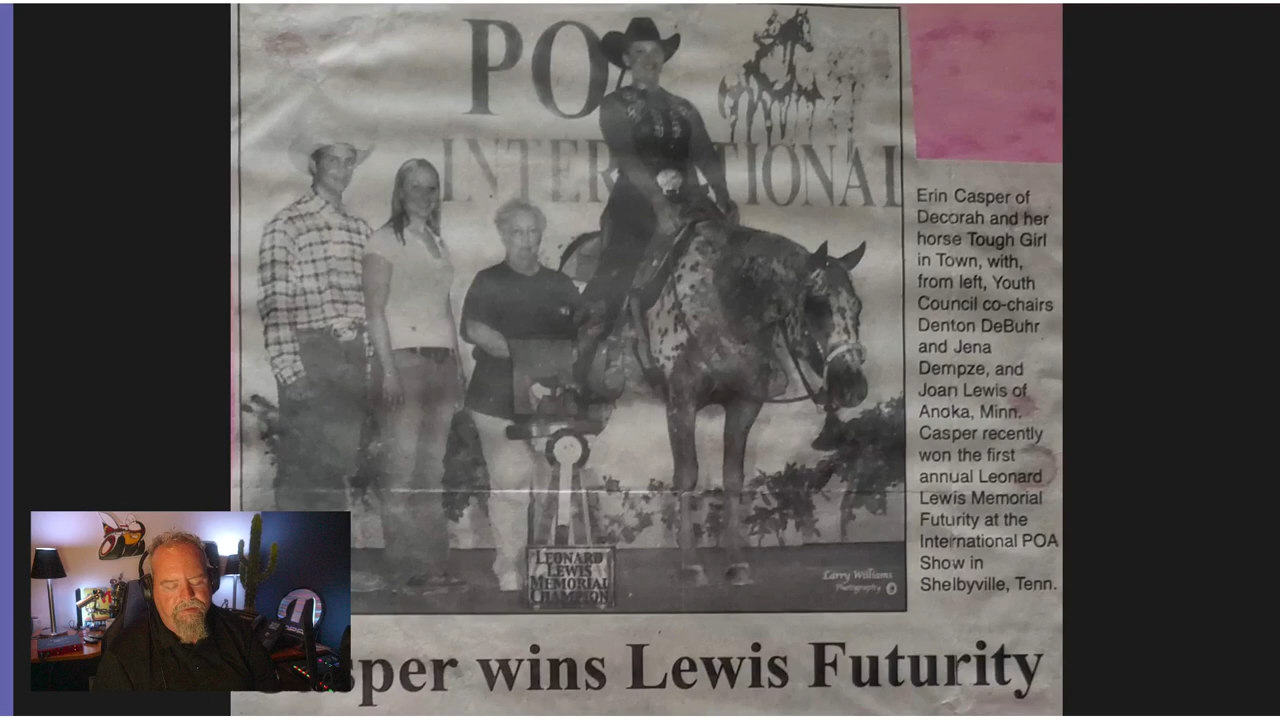 PO
INTER TIONAL
Erin Casper of
Decorah and her
horse Tough Girl
in Town, with,
from left, Youth
Council co-chairs
Denton DeBuhr
and Jena
Dempze, and
Joan Lewis of
Anoka, Minn.
Casper recently
won the first
annual Leonard
Lewis Memorial
Futurity at the
International POA
Show in
Shelbyville, Tenn.
LEONARD
LEWIS
MEMORIAL
CHAMPION
Larry Williams
Photography
sper wins Lewis Futurity